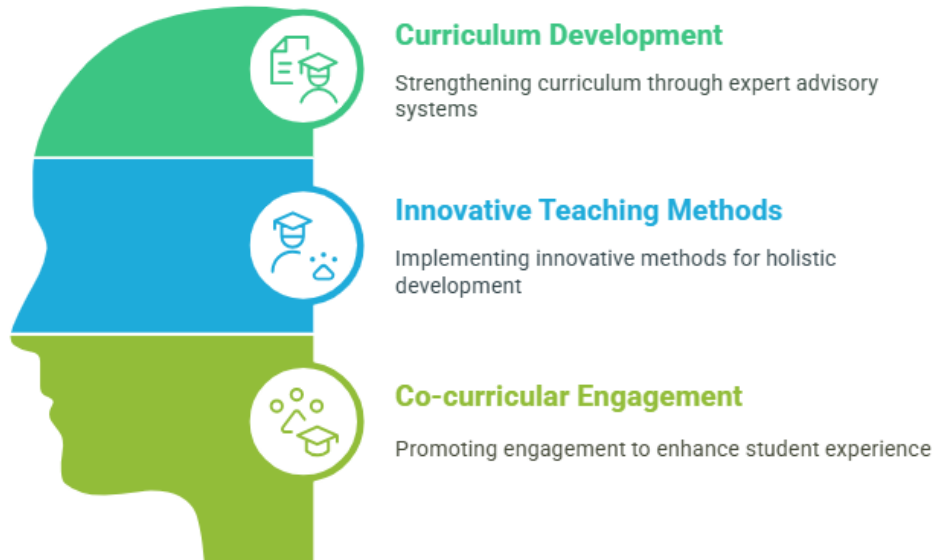 Curriculum Development
Strengthening curriculum through expert advisory
systems
Innovative Teaching Methods
Implementing innovative methods for holistic
development
Co-curricular Engagement
Promoting engagement to enhance student experience